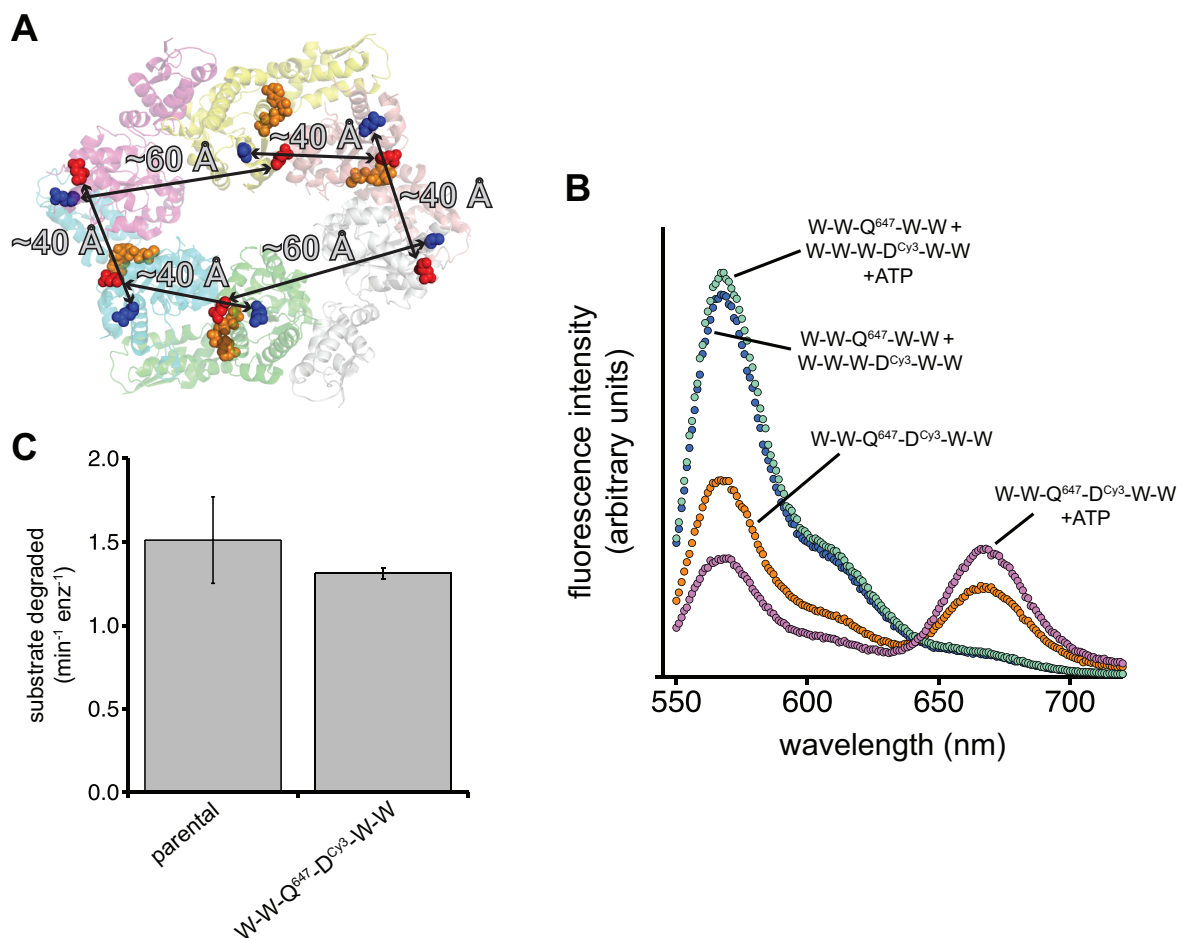 A
~60 Å
~40 Å
~40 Å
~40 Å
~40 Å
~60 Å
B
fluorescence intensity
(arbitrary units)
W-W-Q⁶⁴⁷-W-W +
W-W-W-Dᶜʸ³-W-W
+ATP
W-W-Q⁶⁴⁷-W-W +
W-W-W-Dᶜʸ³-W-W
W-W-Q⁶⁴⁷-Dᶜʸ³-W-W
W-W-Q⁶⁴⁷-Dᶜʸ³-W-W
+ATP
550
600
650
700
wavelength (nm)
C
substrate degraded
(min⁻¹ enz⁻¹)
2.0
1.5
1.0
0.5
0.0
parental
W-W-Q⁶⁴⁷-Dᶜʸ³-W-W